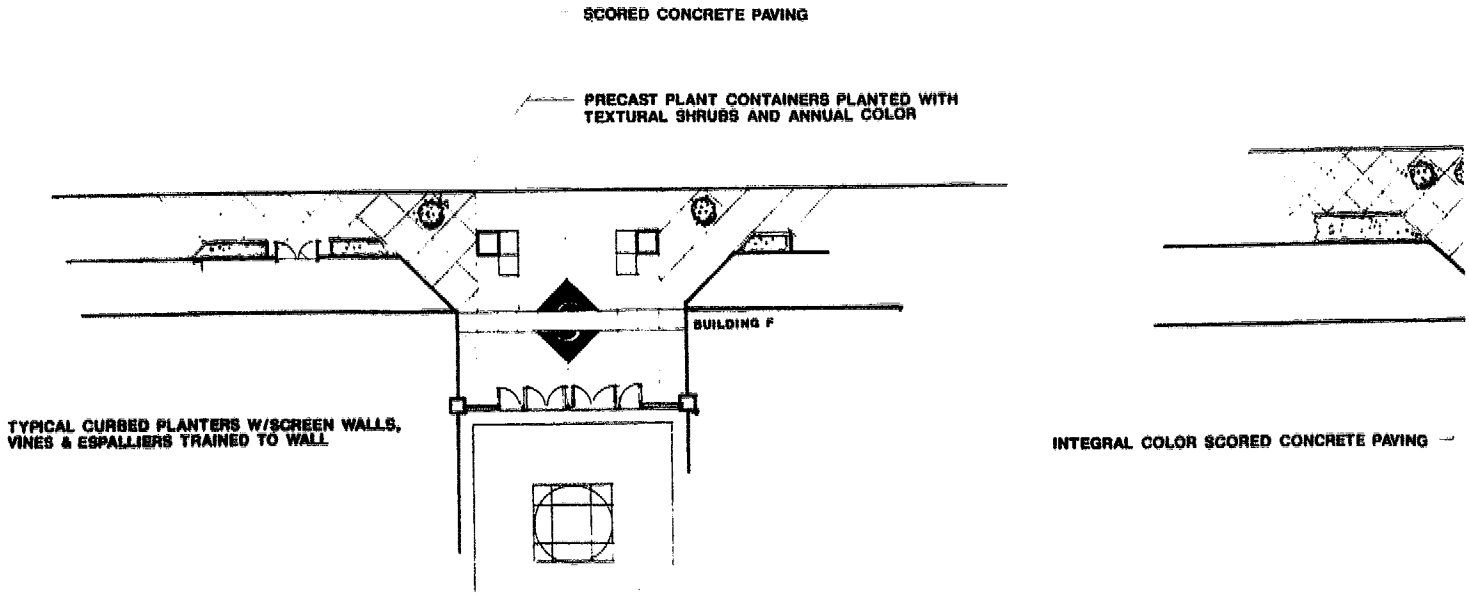 SCORED CONCRETE PAVING
PRECAST PLANT CONTAINERS PLANTED WITH
TEXTURAL SHRUBS AND ANNUAL COLOR
BUILDING F
TYPICAL CURBED PLANTERS W/SCREEN WALLS,
VINES & ESPALLIERS TRAINED TO WALL
INTEGRAL COLOR SCORED CONCRETE PAVING